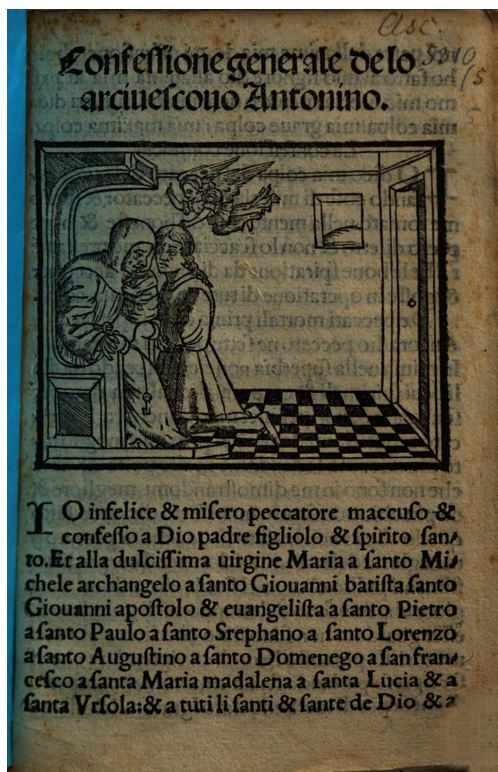 Asc.
5310
/5
Confessione generale de lo
arciuescouo Antonino.
IO infelice & misero peccatore maccuso &
confesso a Dio padre figliolo & spirito san⸗
to. Et alla dulcissima uirgine Maria a santo Mi⸗
chele archangelo a santo Giouanni batista santo
Giouanni apostolo & euangelista a santo Pietro
a santo Paulo a santo Srephano a santo Lorenzo
a santo Augustino a santo Domenego a san fran⸗
cesco a santa Maria madalena a santa Lucia & a
santa Vrsola: & a tuti li santi & sante de Dio & a